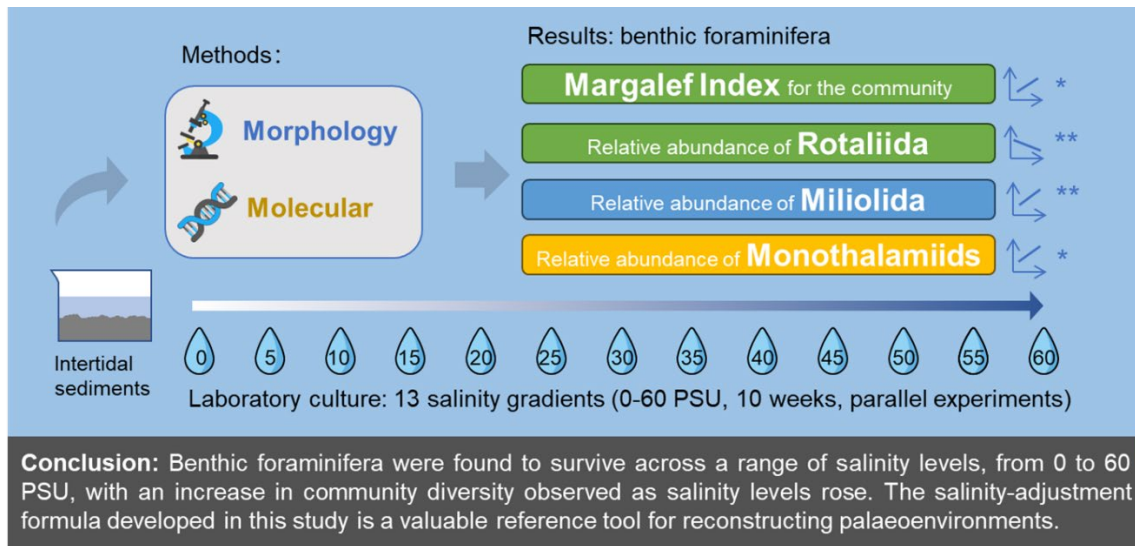 Methods:
Morphology
Molecular
Results: benthic foraminifera
Margalef Index for the community
*
Relative abundance of Rotaliida
**
Relative abundance of Miliolida
**
Relative abundance of Monothalamiids
*
Intertidal
sediments
0 5 10 15 20 25 30 35 40 45 50 55 60
Laboratory culture: 13 salinity gradients (0-60 PSU, 10 weeks, parallel experiments)
Conclusion: Benthic foraminifera were found to survive across a range of salinity levels, from 0 to 60
PSU, with an increase in community diversity observed as salinity levels rose. The salinity-adjustment
formula developed in this study is a valuable reference tool for reconstructing palaeoenvironments.